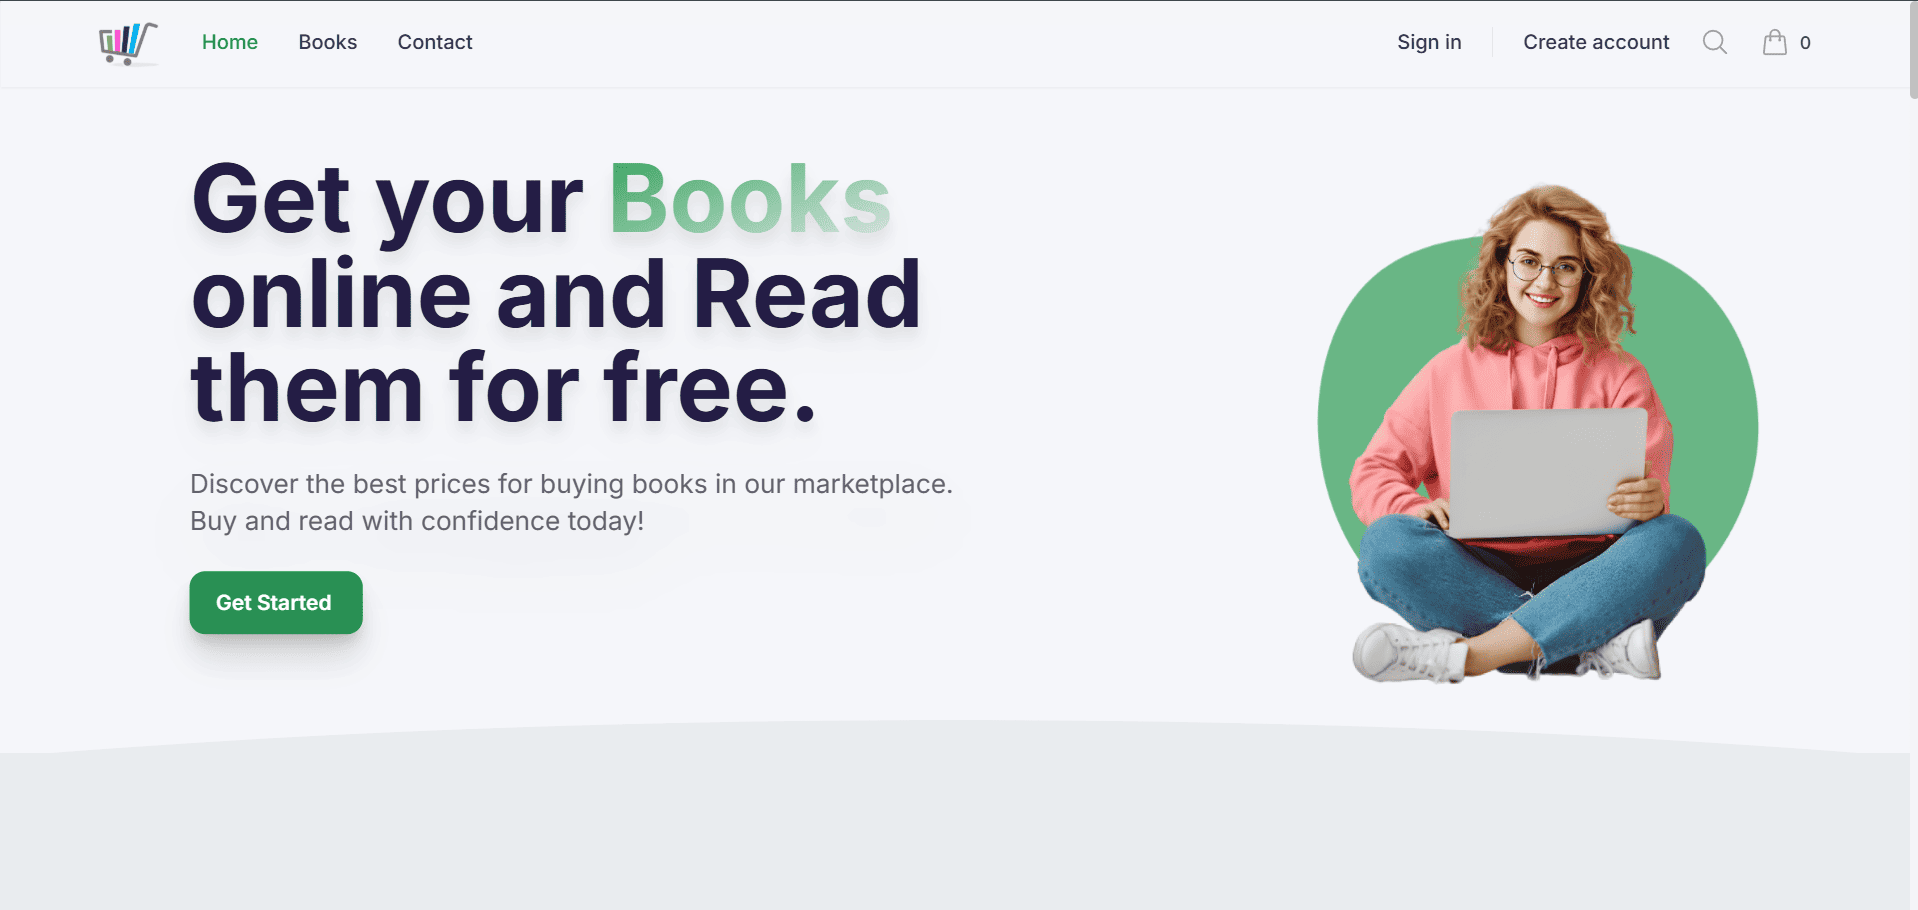 Home Books Contact Sign in Create account 0
Get your Books
online and Read
them for free.
Discover the best prices for buying books in our marketplace.
Buy and read with confidence today!
Get Started